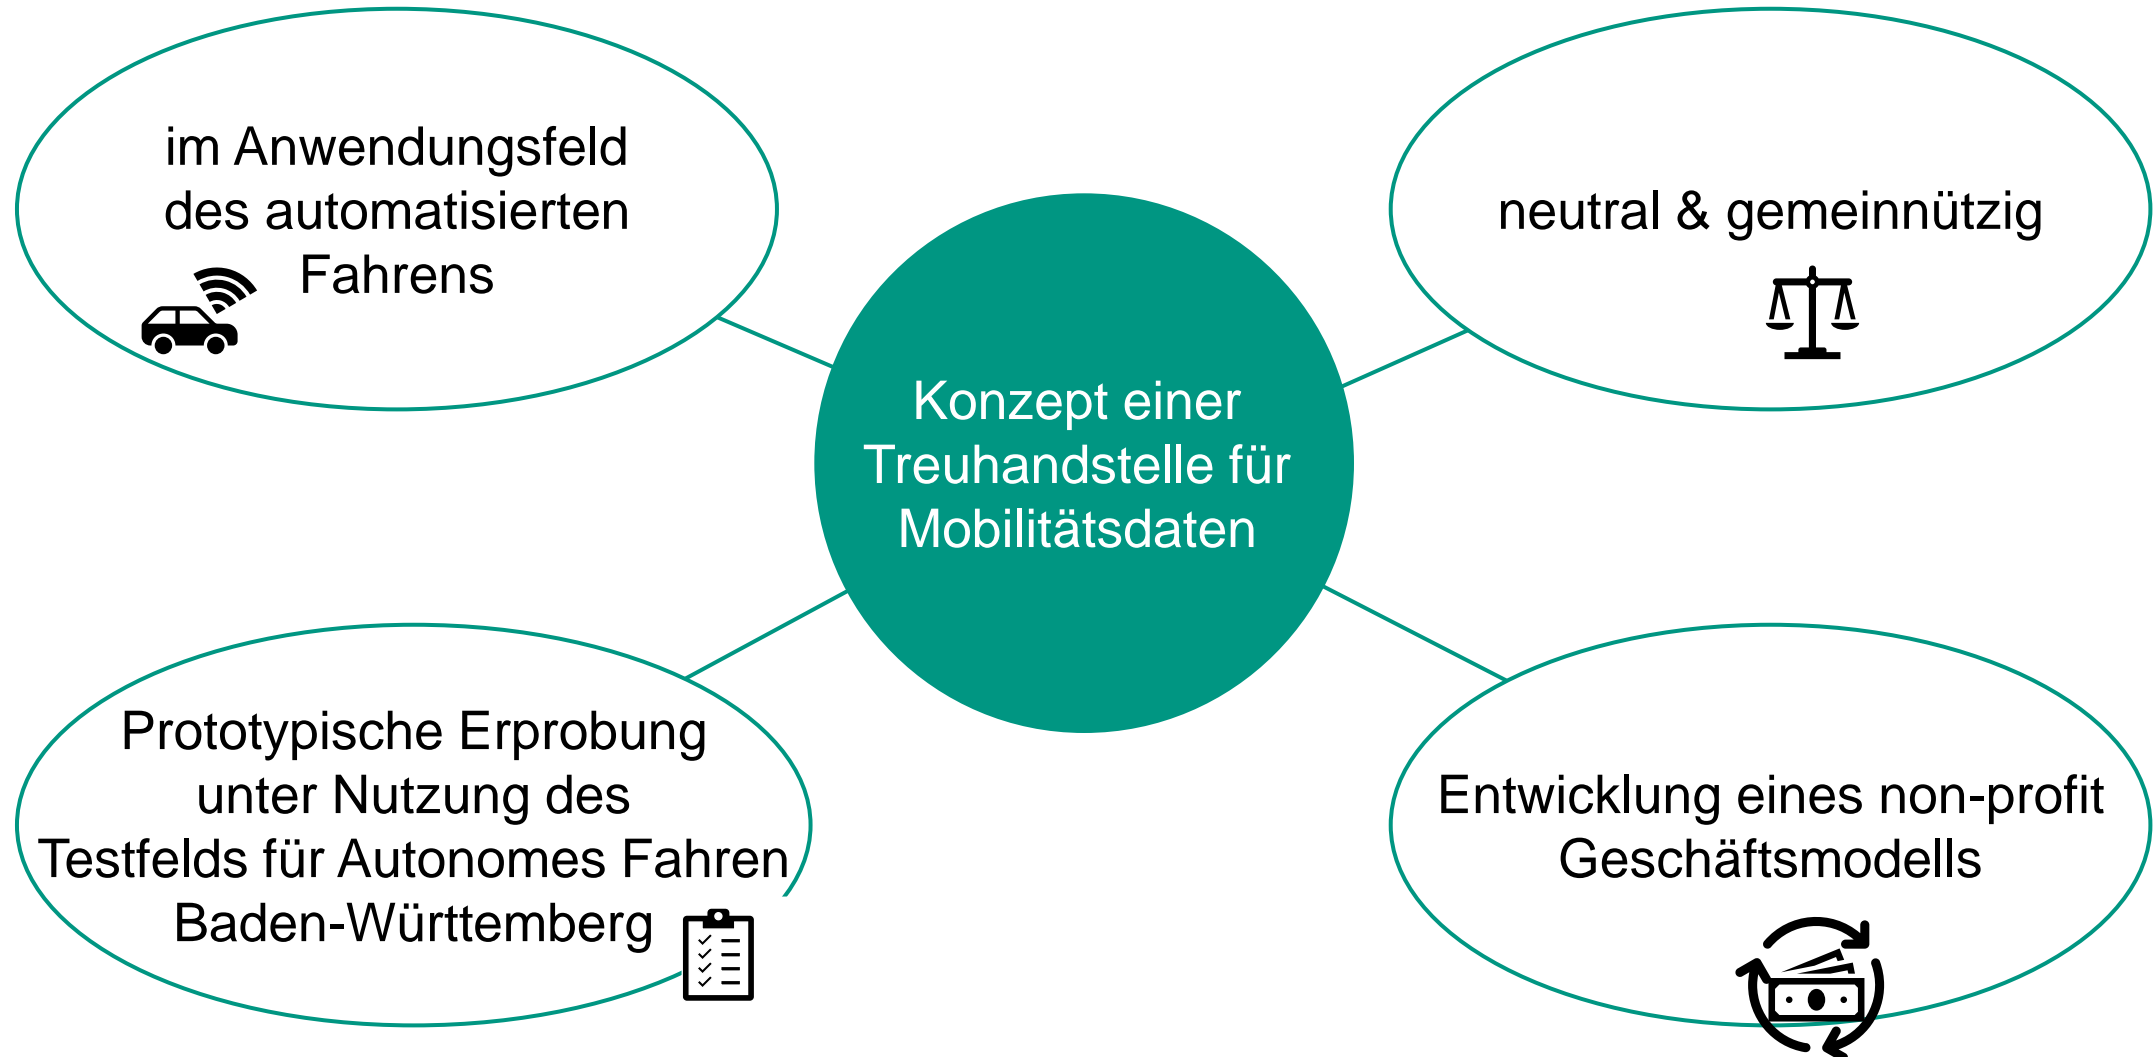 im Anwendungsfeld
des automatisierten
Fahrens
neutral & gemeinnützig
Konzept einer
Treuhandstelle für
Mobilitätsdaten
Prototypische Erprobung
unter Nutzung des
Testfelds für Autonomes Fahren
Baden-Württemberg
Entwicklung eines non-profit
Geschäftsmodells